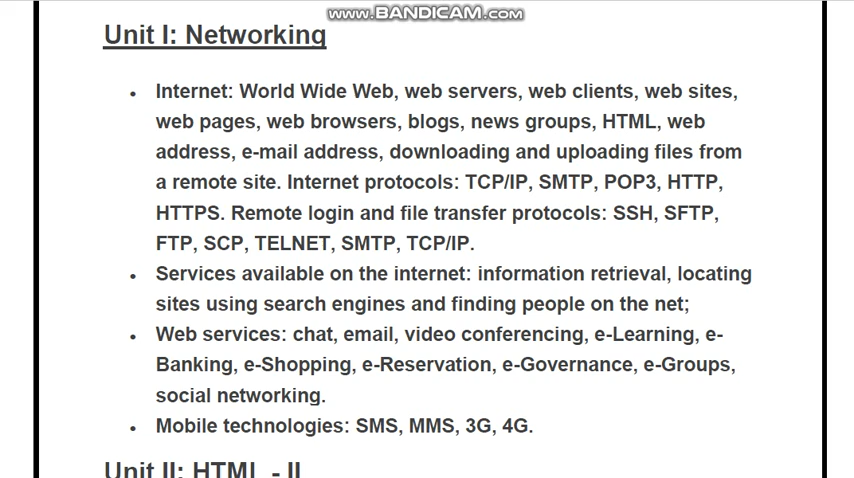 www.BANDICAM.com
Unit I: Networking
• Internet: World Wide Web, web servers, web clients, web sites,
web pages, web browsers, blogs, news groups, HTML, web
address, e-mail address, downloading and uploading files from
a remote site. Internet protocols: TCP/IP, SMTP, POP3, HTTP,
HTTPS. Remote login and file transfer protocols: SSH, SFTP,
FTP, SCP, TELNET, SMTP, TCP/IP.
• Services available on the internet: information retrieval, locating
sites using search engines and finding people on the net;
• Web services: chat, email, video conferencing, e-Learning, e-
Banking, e-Shopping, e-Reservation, e-Governance, e-Groups,
social networking.
• Mobile technologies: SMS, MMS, 3G, 4G.
Unit II: HTML - II